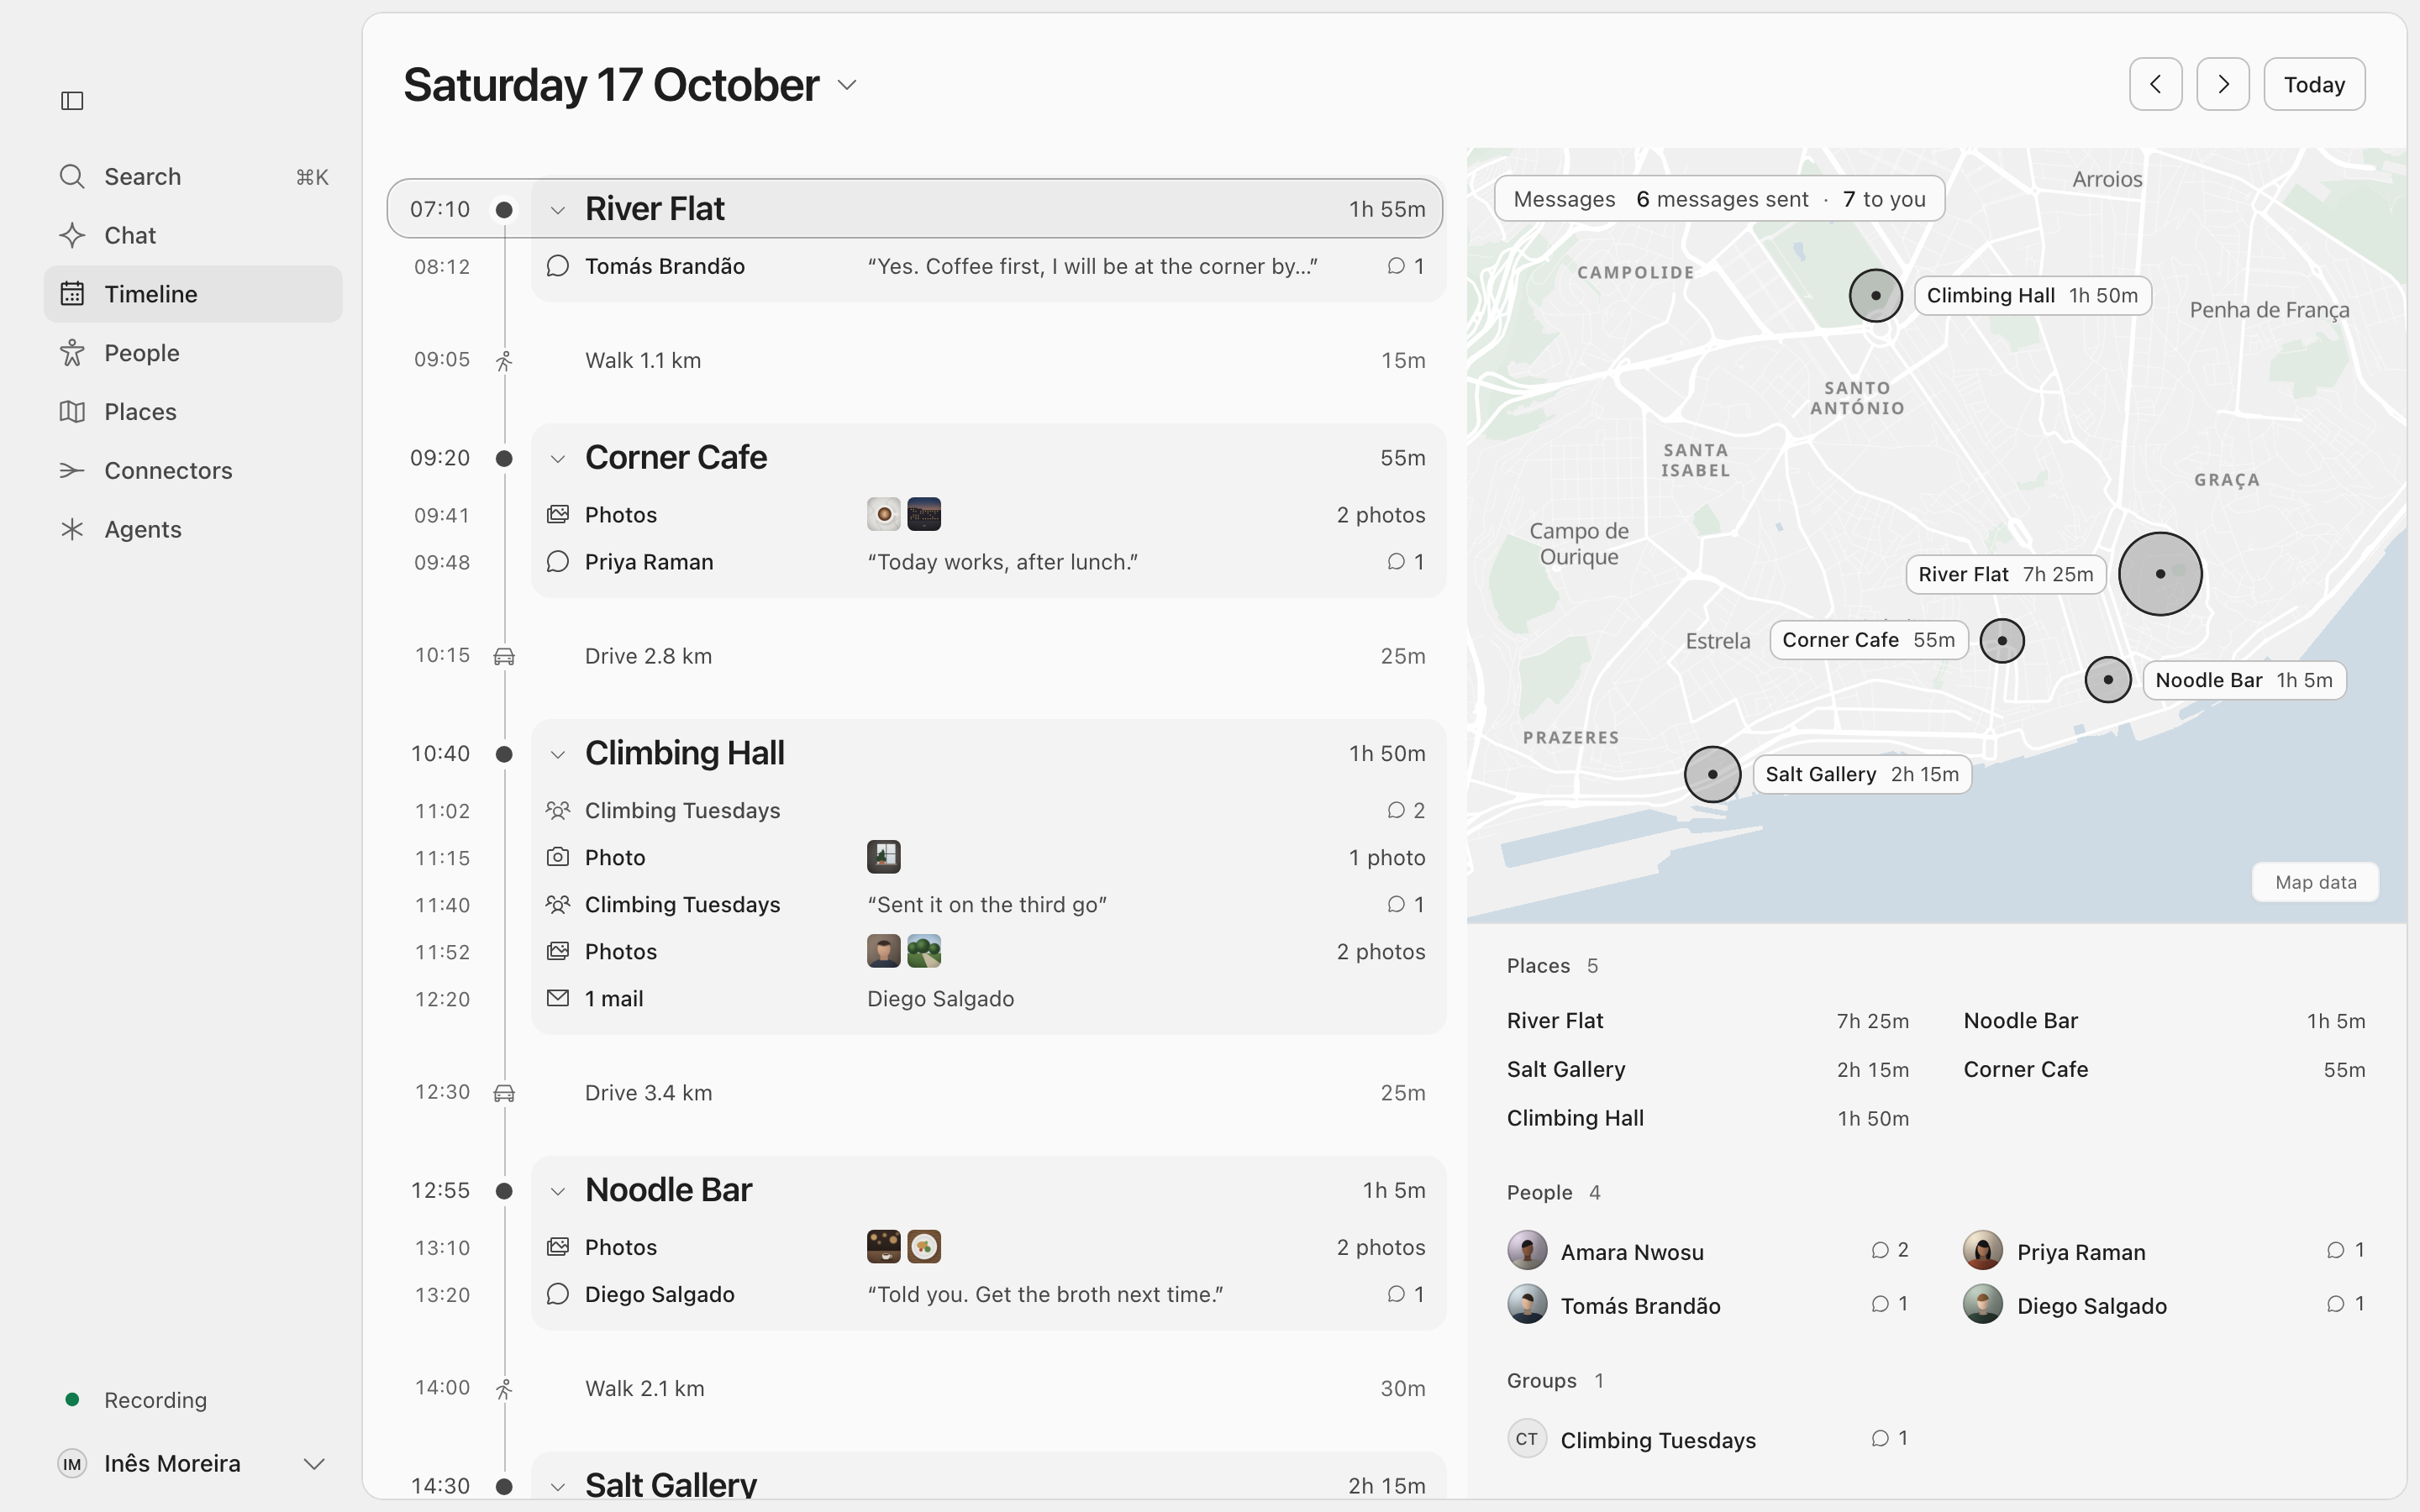 Search ⌘K
Chat
Timeline
People
Places
Connectors
Agents
Recording
IM Inês Moreira
Saturday 17 October
Today
07:10 River Flat 1h 55m
08:12 Tomás Brandão “Yes. Coffee first, I will be at the corner by…” 1
09:05 Walk 1.1 km 15m
09:20 Corner Cafe 55m
09:41 Photos 2 photos
09:48 Priya Raman “Today works, after lunch.” 1
10:15 Drive 2.8 km 25m
10:40 Climbing Hall 1h 50m
11:02 Climbing Tuesdays 2
11:15 Photo 1 photo
11:40 Climbing Tuesdays “Sent it on the third go” 1
11:52 Photos 2 photos
12:20 1 mail Diego Salgado
12:30 Drive 3.4 km 25m
12:55 Noodle Bar 1h 5m
13:10 Photos 2 photos
13:20 Diego Salgado “Told you. Get the broth next time.” 1
14:00 Walk 2.1 km 30m
14:30 Salt Gallery 2h 15m
Messages 6 messages sent · 7 to you
Arroios
CAMPOLIDE
Climbing Hall 1h 50m
Penha de França
SANTO
ANTÓNIO
SANTA
ISABEL
GRAÇA
Campo de
Ourique
River Flat 7h 25m
Estrela
Corner Cafe 55m
Noodle Bar 1h 5m
PRAZERES
Salt Gallery 2h 15m
Map data
Places 5
River Flat 7h 25m
Noodle Bar 1h 5m
Salt Gallery 2h 15m
Corner Cafe 55m
Climbing Hall 1h 50m
People 4
Amara Nwosu 2
Priya Raman 1
Tomás Brandão 1
Diego Salgado 1
Groups 1
CT Climbing Tuesdays 1